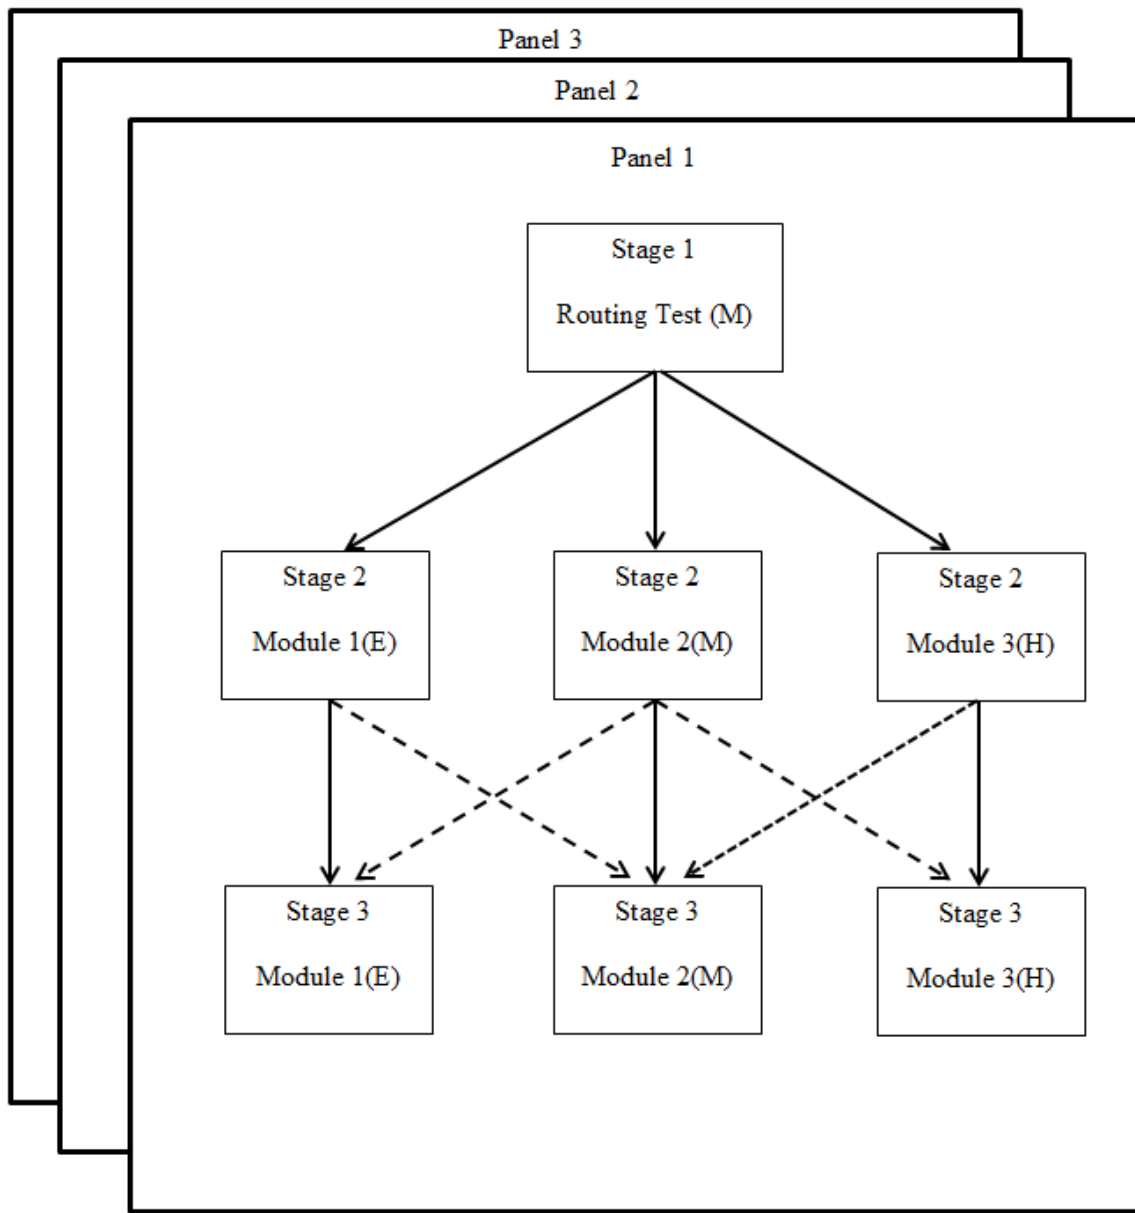 Panel 3
Panel 2
Panel 1
Stage 1
Routing Test (M)
Stage 2
Module 1(E)
Stage 2
Module 2(M)
Stage 2
Module 3(H)
Stage 3
Module 1(E)
Stage 3
Module 2(M)
Stage 3
Module 3(H)